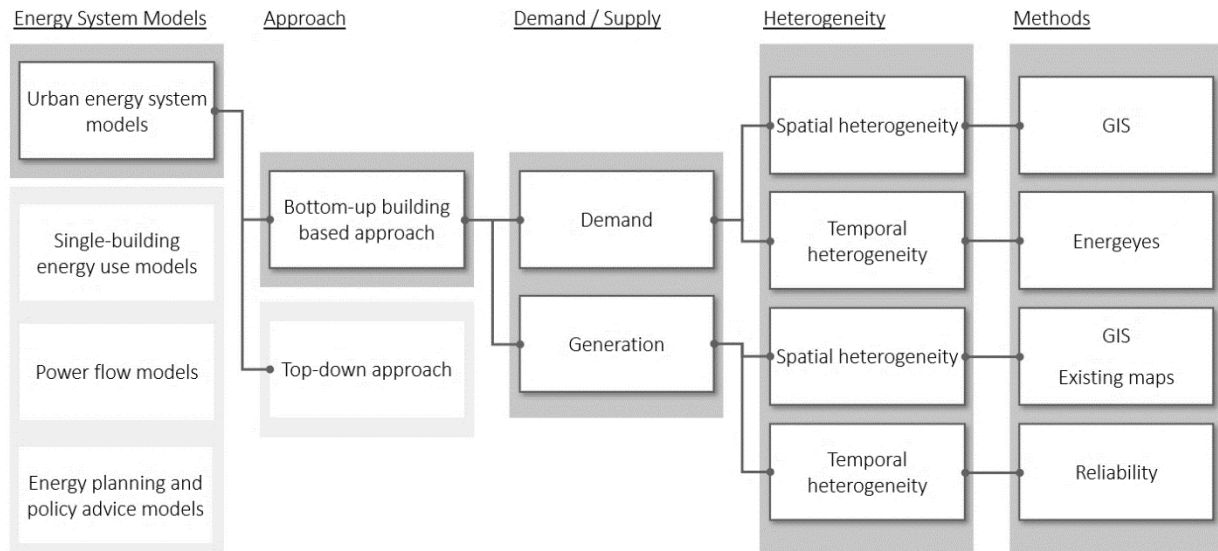 Energy System Models
Approach
Demand / Supply
Heterogeneity
Methods
Urban energy system
models
Single-building
energy use models
Power flow models
Energy planning and
policy advice models
Bottom-up building
based approach
Top-down approach
Demand
Generation
Spatial heterogeneity
Temporal
heterogeneity
Spatial heterogeneity
Temporal
heterogeneity
GIS
Energeyes
GIS
Existing maps
Reliability